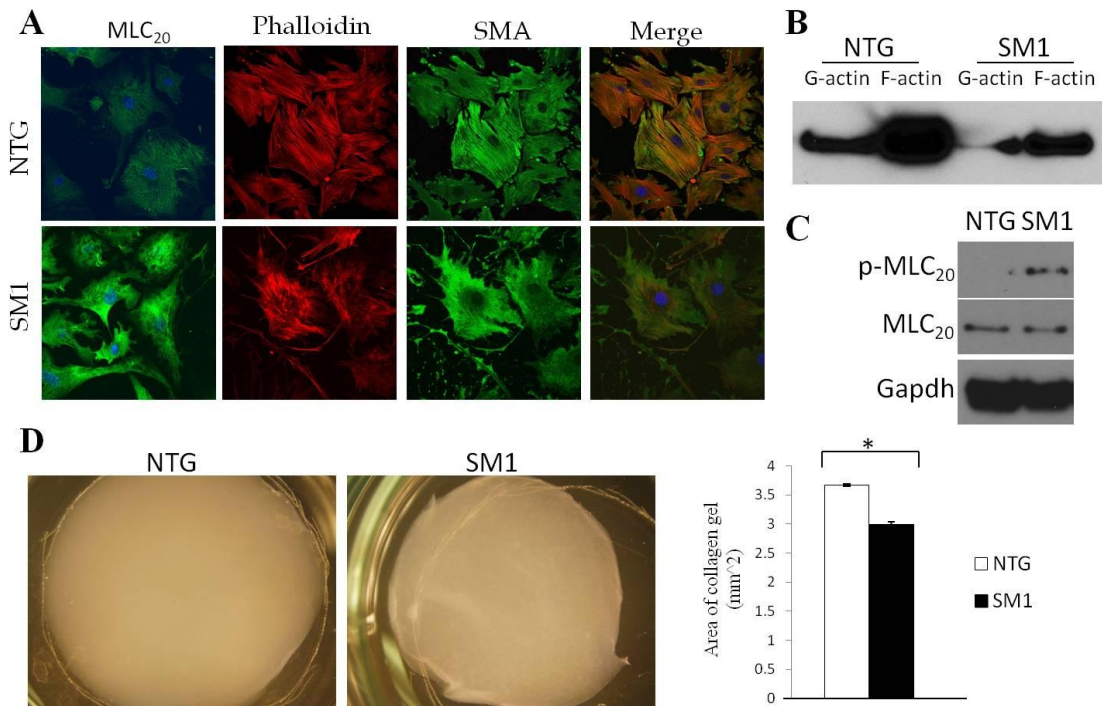 A
MLC₂₀ Phalloidin SMA Merge
NTG
SM1
B
NTG SM1
G-actin F-actin G-actin F-actin
C
NTG SM1
p-MLC₂₀
MLC₂₀
Gapdh
D
NTG SM1
*
4
3.5
3
2.5
2
1.5
1
0.5
0
Area of collagen gel
(mm^2)
NTG
SM1